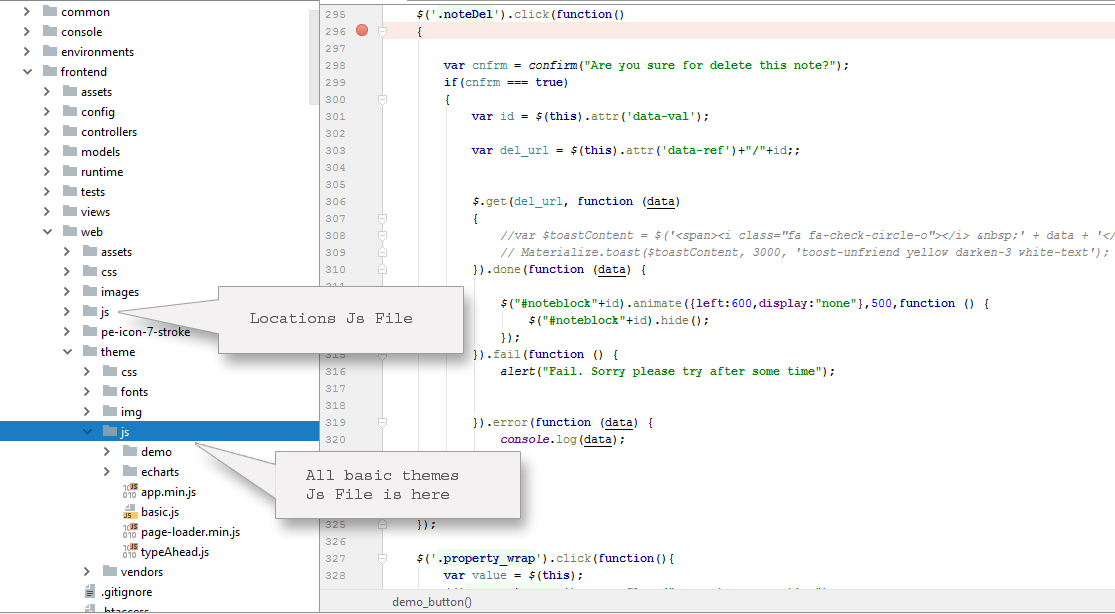 common
console
environments
frontend
assets
config
controllers
models
runtime
tests
views
web
assets
css
images
js
pe-icon-7-stroke
theme
css
fonts
img
js
demo
echarts
app.min.js
basic.js
page-loader.min.js
typeAhead.js
vendors
.gitignore
.htaccess
Locations Js File
All basic themes
Js File is here
295 $('.noteDel').click(function()
296 {
297
298 var cnfrm = confirm("Are you sure for delete this note?");
299 if(cnfrm === true)
300 {
301 var id = $(this).attr('data-val');
302
303 var del_url = $(this).attr('data-ref')+"/"+id;;
304
305
306 $.get(del_url, function (data)
307 {
308 //var $toastContent = $('<span><i class="fa fa-check-circle-o"></i> &nbsp;' + data + '</
309 // Materialize.toast($toastContent, 3000, 'toost-unfriend yellow darken-3 white-text');
310 }).done(function (data) {
311
$("#noteblock"+id).animate({left:600,display:"none"},500,function () {
$("#noteblock"+id).hide();
});
315 }).fail(function () {
316 alert("Fail. Sorry please try after some time");
317
318
319 }).error(function (data) {
320 console.log(data);
325 });
326
327 $('.property_wrap').click(function(){
328 var value = $(this);
demo_button()